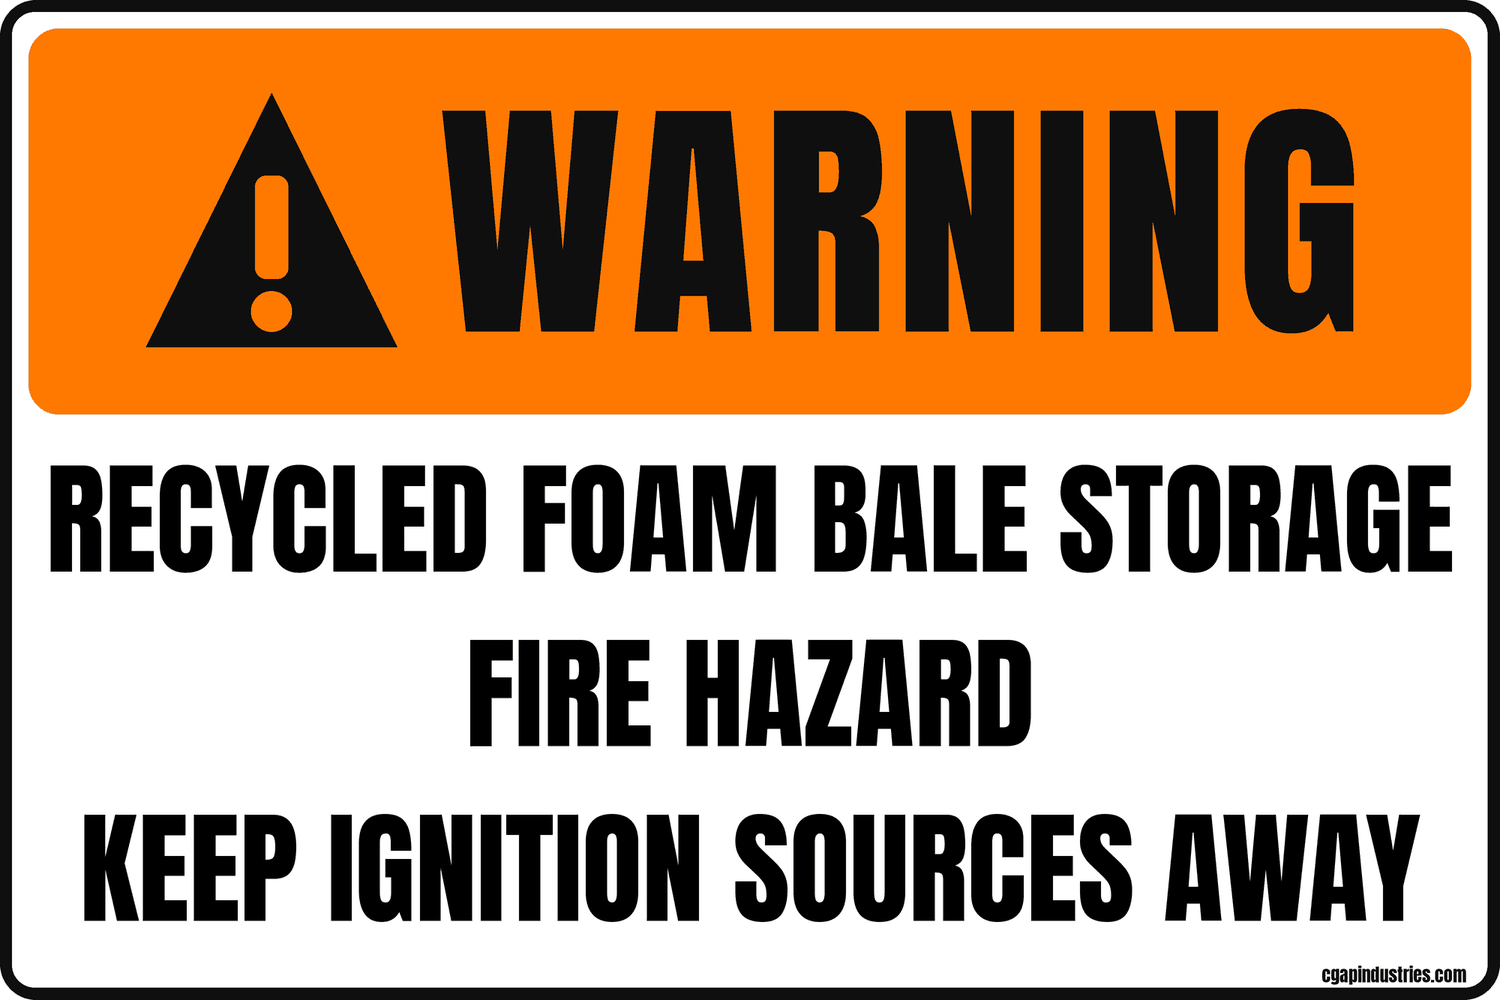 WARNING
RECYCLED FOAM BALE STORAGE
FIRE HAZARD
KEEP IGNITION SOURCES AWAY
cgapindustries.com